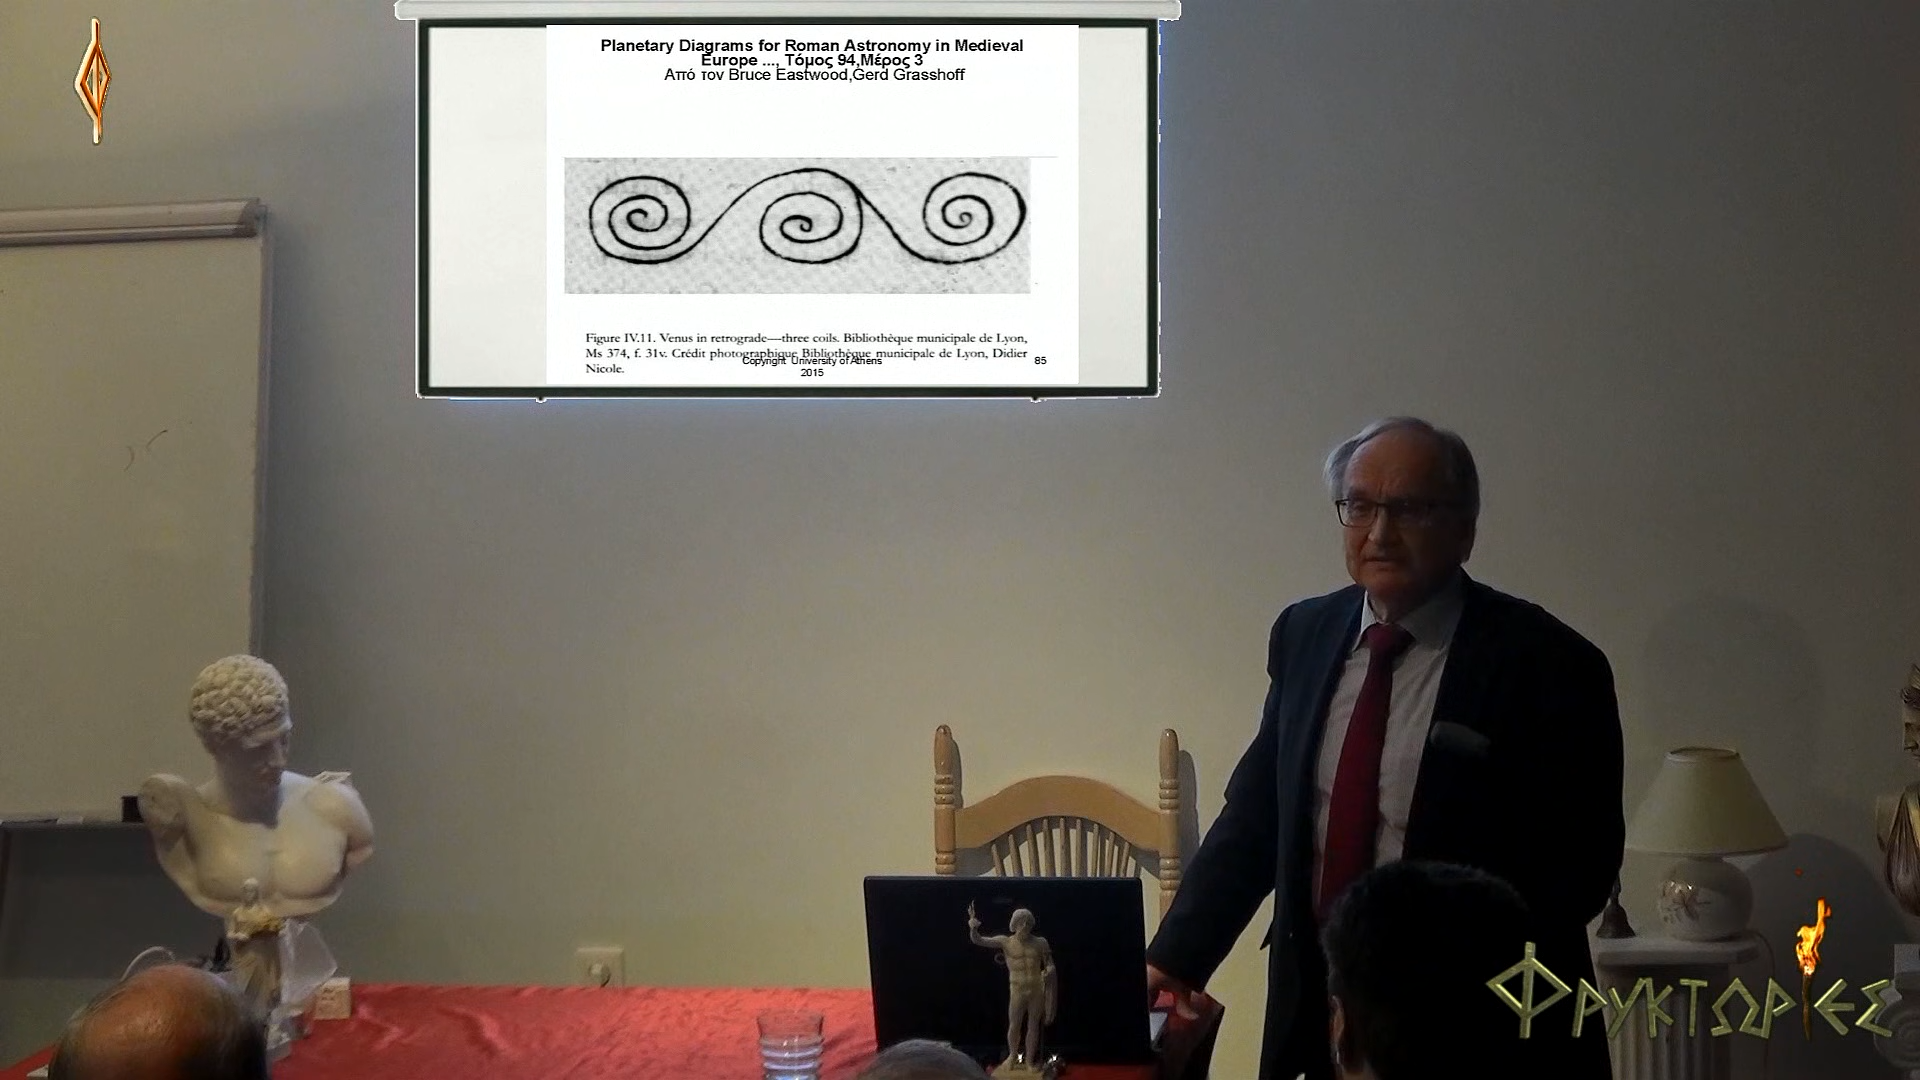 Planetary Diagrams for Roman Astronomy in Medieval
Europe ..., Τόμος 94,Μέρος 3
Από τον Bruce Eastwood,Gerd Grasshoff
Figure IV.11. Venus in retrograde—three coils. Bibliothèque municipale de Lyon,
Ms 374, f. 31v. Crédit photographique Bibliothèque municipale de Lyon, Didier
Nicole.
Copyright University of Athens
2015
85
Φρυκτωρίες